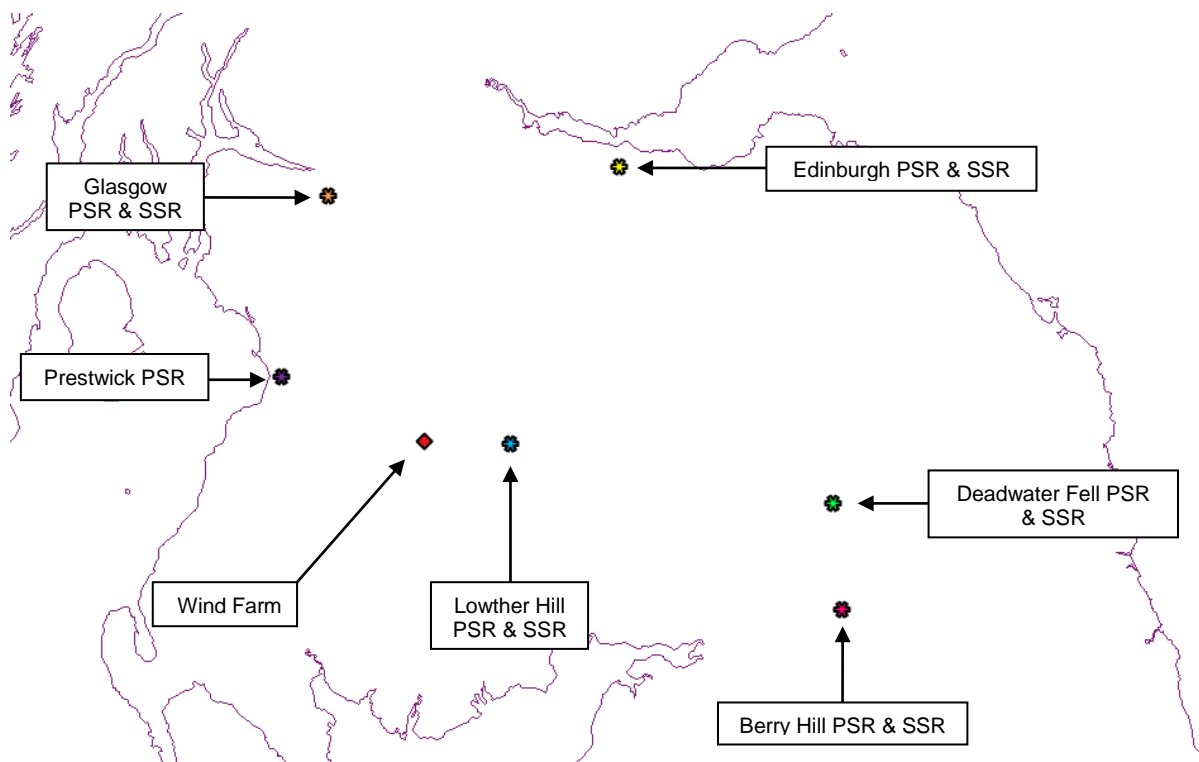 Edinburgh PSR & SSR
Glasgow
PSR & SSR
Prestwick PSR
Deadwater Fell PSR
& SSR
Wind Farm
Lowther Hill
PSR & SSR
Berry Hill PSR & SSR